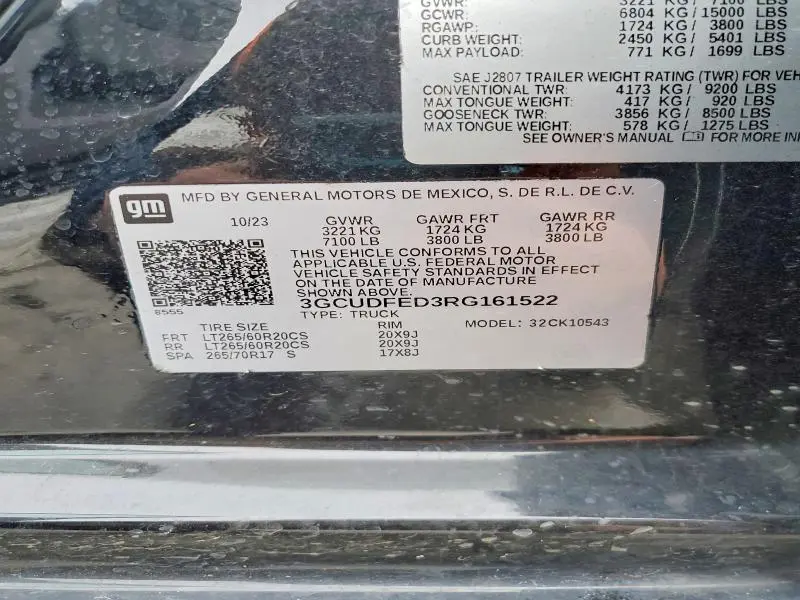 GVWR: 3221 KG/ 7100 LBS
GCWR: 6804 KG/15000 LBS
RGAWP: 1724 KG/ 3800 LBS
CURB WEIGHT: 2450 KG/ 5401 LBS
MAX PAYLOAD: 771 KG/ 1699 LBS
SAE J2807 TRAILER WEIGHT RATING (TWR) FOR
CONVENTIONAL TWR: 4173 KG/ 9200 LBS
MAX TONGUE WEIGHT: 417 KG/ 920 LBS
GOOSENECK TWR: 3856 KG/ 8500 LBS
MAX TONGUE WEIGHT: 578 KG/ 1275 LBS
SEE OWNER'S MANUAL FOR MORE
gm
MFD BY GENERAL MOTORS DE MEXICO, S. DE R.L. DE C.V.
10/23 GVWR GAWR FRT GAWR RR
3221 KG 1724 KG 1724 KG
7100 LB 3800 LB 3800 LB
THIS VEHICLE CONFORMS TO ALL
APPLICABLE U.S. FEDERAL MOTOR
VEHICLE SAFETY STANDARDS IN EFFECT
ON THE DATE OF MANUFACTURE
SHOWN ABOVE.
3GCUDFED3RG161522
8555
TYPE: TRUCK MODEL: 32CK10543
TIRE SIZE RIM
FRT LT265/60R20CS 20X9J
RR LT265/60R20CS 20X9J
SPA 265/70R17 S 17X8J